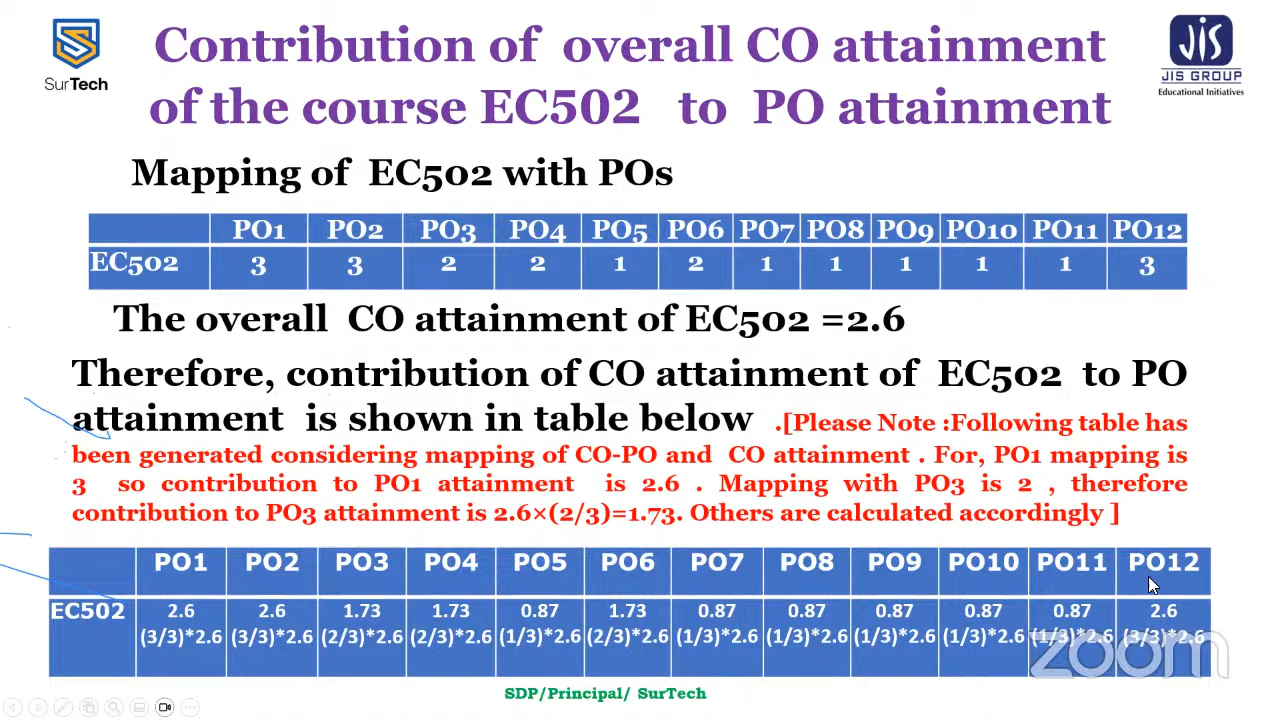 SurTech
Contribution of overall CO attainment
of the course EC502 to PO attainment
JIS
JIS GROUP
Educational Initiatives
Mapping of EC502 with POs
PO1 PO2 PO3 PO4 PO5 PO6 PO7 PO8 PO9 PO10 PO11 PO12
EC502 3 3 2 2 1 2 1 1 1 1 1 3
The overall CO attainment of EC502 =2.6
Therefore, contribution of CO attainment of EC502 to PO
attainment is shown in table below .[Please Note :Following table has
been generated considering mapping of CO-PO and CO attainment . For, PO1 mapping is
3 so contribution to PO1 attainment is 2.6 . Mapping with PO3 is 2 , therefore
contribution to PO3 attainment is 2.6×(2/3)=1.73. Others are calculated accordingly ]
PO1 PO2 PO3 PO4 PO5 PO6 PO7 PO8 PO9 PO10 PO11 PO12
EC502 2.6 2.6 1.73 1.73 0.87 1.73 0.87 0.87 0.87 0.87 0.87 2.6
(3/3)*2.6 (3/3)*2.6 (2/3)*2.6 (2/3)*2.6 (1/3)*2.6 (2/3)*2.6 (1/3)*2.6 (1/3)*2.6 (1/3)*2.6 (1/3)*2.6 (1/3)*2.6 (3/3)*2.6
zoom
SDP/Principal/ SurTech